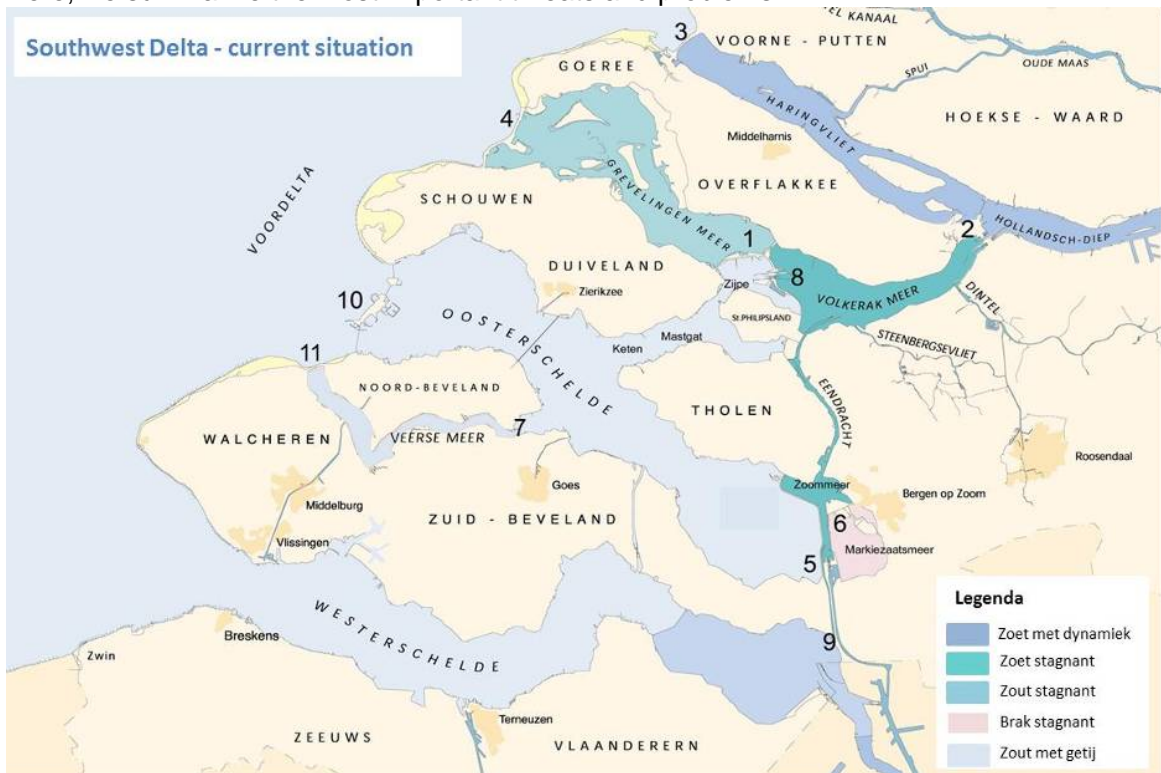 Southwest Delta - current situation
KANAAL
3
VOORNE - PUTTEN
GOEREE
SPUI
OUDE MAAS
HARINGVLIET
HOEKSE - WAARD
4
Middelharnis
VOORDELTA
GREVELINGEN MEER
OVERFLAKKEE
SCHOUWEN
2
HOLLANDSCH-DIEP
1
DUIVELAND
Zijpe
8
VOLKERAK MEER
DINTEL
Zierikzee
10
St.PHILIPSLAND
OOSTERSCHELDE
Mastgat
Keten
STEENBERGSEVLIET
11
NOORD-BEVELAND
EENDRACHT
THOLEN
7
WALCHEREN
VEERSE MEER
Roosendaal
Goes
Zoommeer
Bergen op Zoom
Middelburg
ZUID - BEVELAND
6
Vlissingen
Markiezaatsmeer
5
WESTERSCHELDE
Breskens
9
Zwin
Terneuzen
ZEEUWS
VLAANDERERN
Legenda
Zoet met dynamiek
Zoet stagnant
Zout stagnant
Brak stagnant
Zout met getij